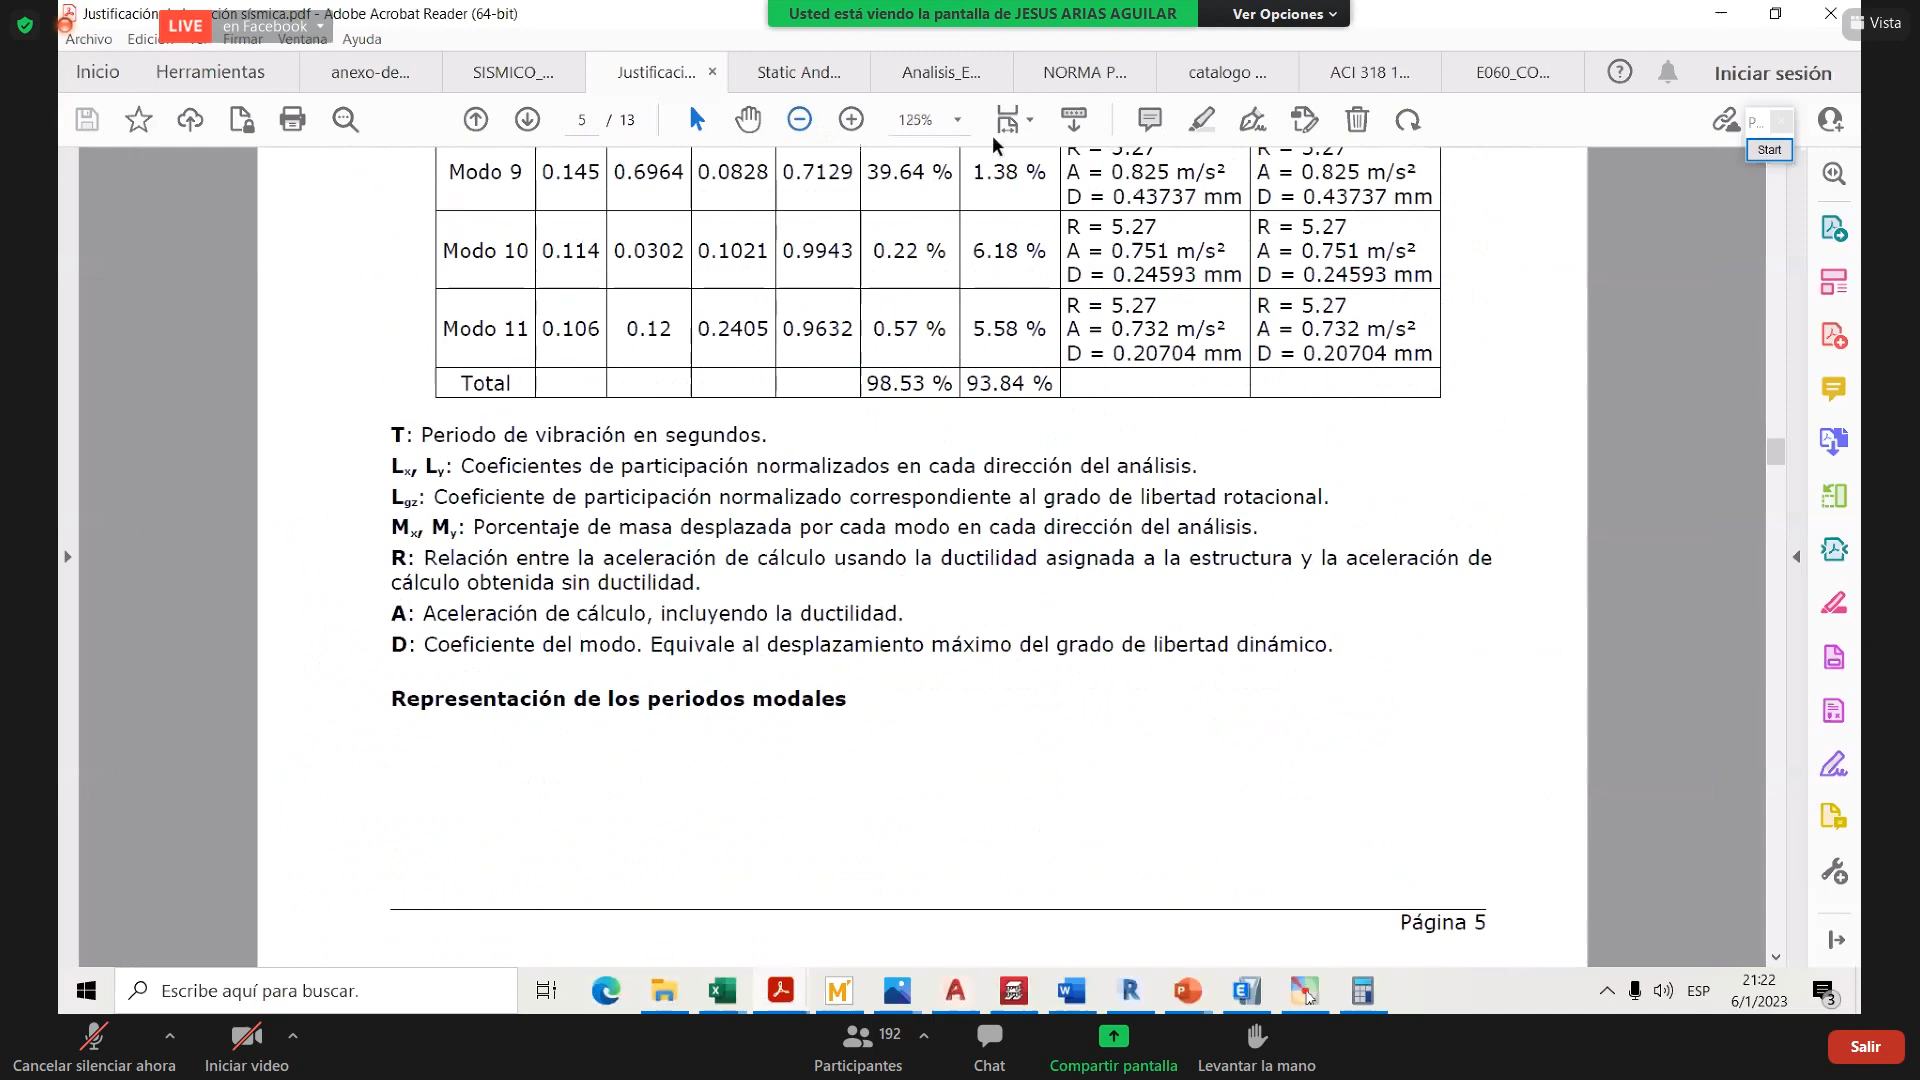 Justificación de la acción sísmica.pdf - Adobe Acrobat Reader (64-bit)
LIVE en Facebook
Usted está viendo la pantalla de JESUS ARIAS AGUILAR
Ver Opciones
Vista
Archivo Edición Ver Firmar Ventana Ayuda
Inicio Herramientas anexo-de... SISMICO_... Justificaci... Static And... Analisis_E... NORMA P... catalogo ... ACI 318 1... E060_CO... Iniciar sesión
5 / 13 125%
P...
Start
Modo 9 0.145 0.6964 0.0828 0.7129 39.64 % 1.38 % R = 5.27 A = 0.825 m/s² D = 0.43737 mm R = 5.27 A = 0.825 m/s² D = 0.43737 mm
Modo 10 0.114 0.0302 0.1021 0.9943 0.22 % 6.18 % R = 5.27 A = 0.751 m/s² D = 0.24593 mm R = 5.27 A = 0.751 m/s² D = 0.24593 mm
Modo 11 0.106 0.12 0.2405 0.9632 0.57 % 5.58 % R = 5.27 A = 0.732 m/s² D = 0.20704 mm R = 5.27 A = 0.732 m/s² D = 0.20704 mm
Total 98.53 % 93.84 %
T: Periodo de vibración en segundos.
Lx, Ly: Coeficientes de participación normalizados en cada dirección del análisis.
Lgz: Coeficiente de participación normalizado correspondiente al grado de libertad rotacional.
Mx, My: Porcentaje de masa desplazada por cada modo en cada dirección del análisis.
R: Relación entre la aceleración de cálculo usando la ductilidad asignada a la estructura y la aceleración de
cálculo obtenida sin ductilidad.
A: Aceleración de cálculo, incluyendo la ductilidad.
D: Coeficiente del modo. Equivale al desplazamiento máximo del grado de libertad dinámico.
Representación de los periodos modales
Página 5
Escribe aquí para buscar.
ESP
21:22
6/1/2023
3
Cancelar silenciar ahora
Iniciar video
192
Participantes
Chat
Compartir pantalla
Levantar la mano
Salir